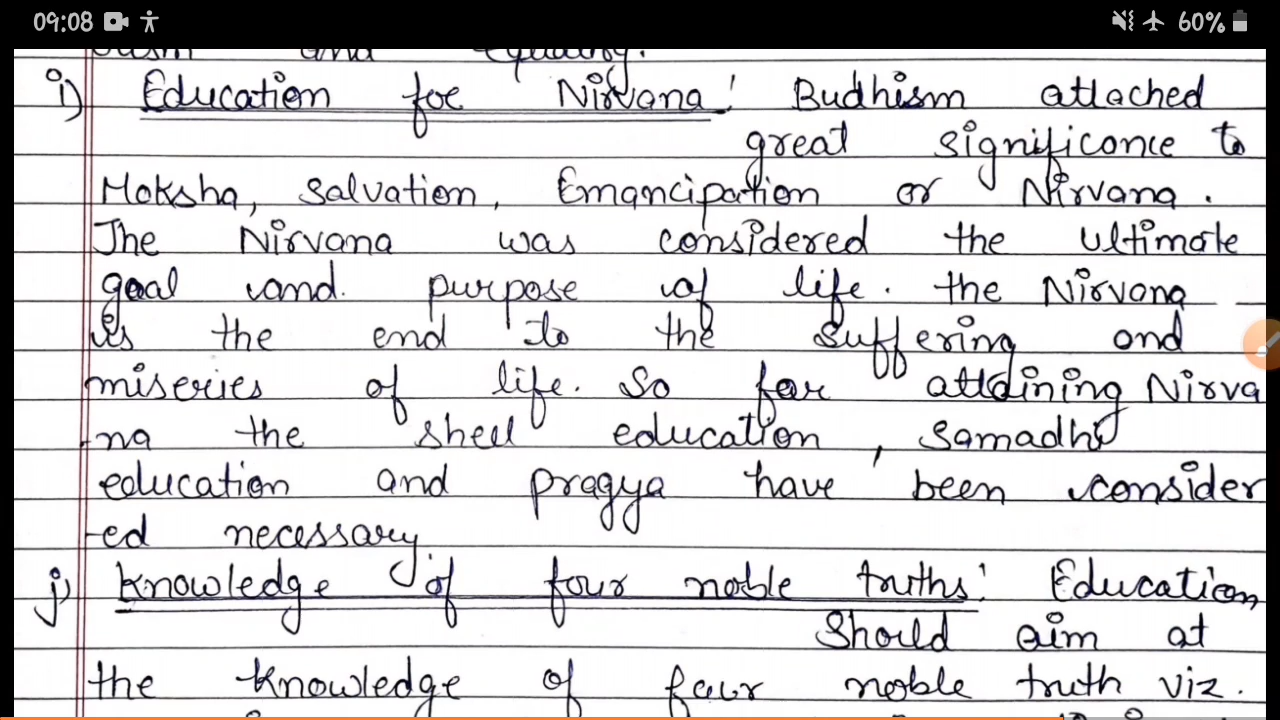 09:08 60%
and Equality.
i) Education for Nirvana: Budhism attached
great significance to
Moksha, Salvation, Emancipation or Nirvana.
The Nirvana was considered the ultimate
goal and purpose of life. the Nirvana
is the end to the suffering and
miseries of life. So for attaining Nirva
-na the sheel education, Samadhi
education and pragya have been consider
-ed necessary.
j) Knowledge of four noble truths: Education
Should aim at
the knowledge of four noble truth viz.